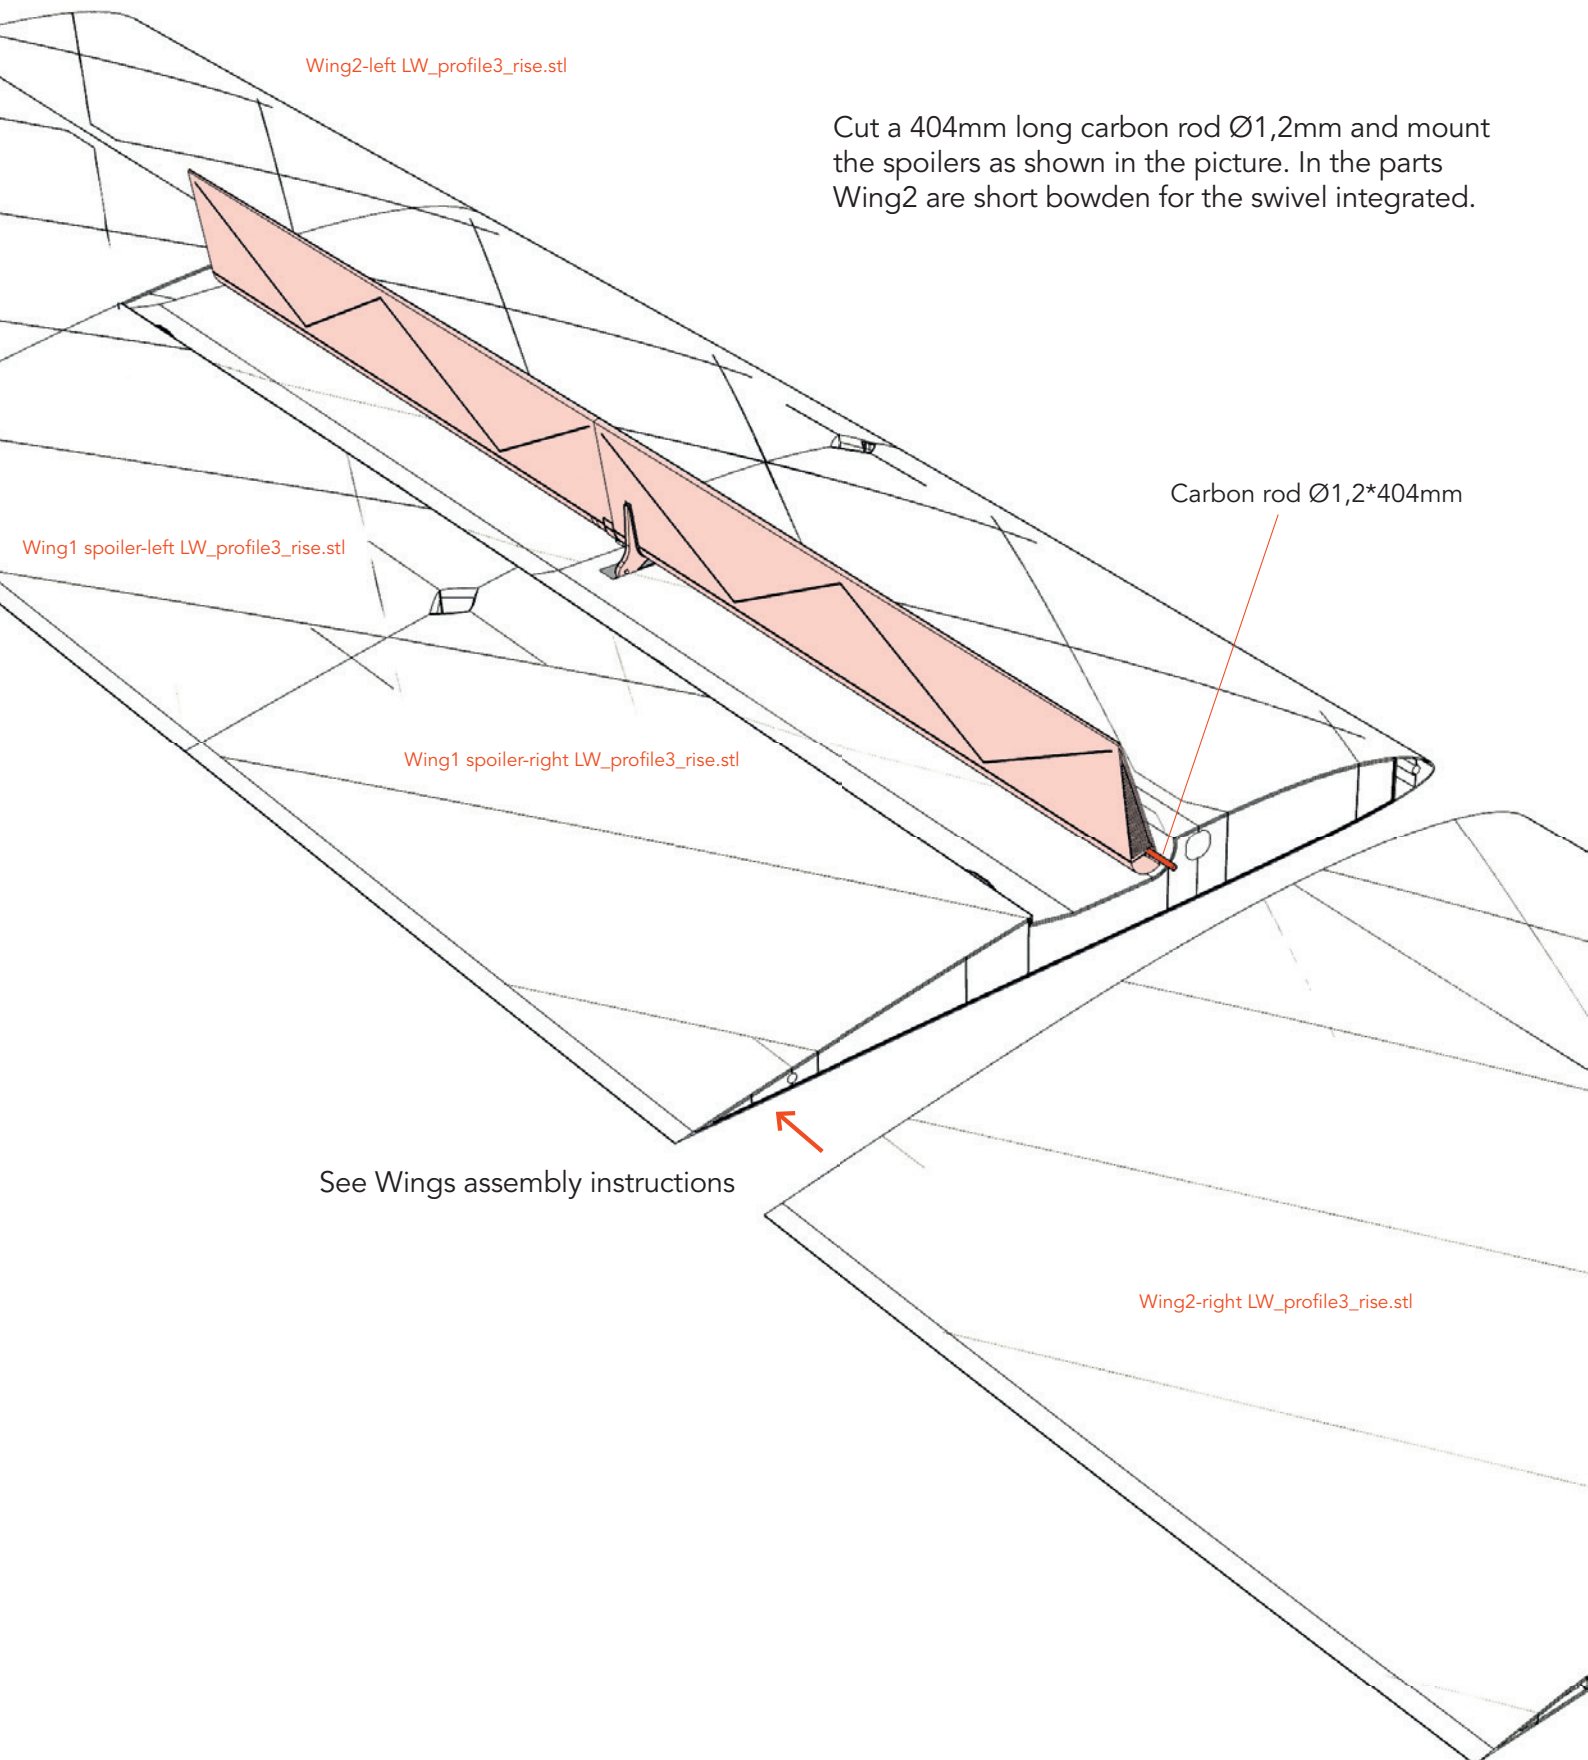 Wing2-left LW_profile3_rise.stl
Cut a 404mm long carbon rod Ø1,2mm and mount
the spoilers as shown in the picture. In the parts
Wing2 are short bowden for the swivel integrated.
Carbon rod Ø1,2*404mm
Wing1 spoiler-left LW_profile3_rise.stl
Wing1 spoiler-right LW_profile3_rise.stl
See Wings assembly instructions
Wing2-right LW_profile3_rise.stl